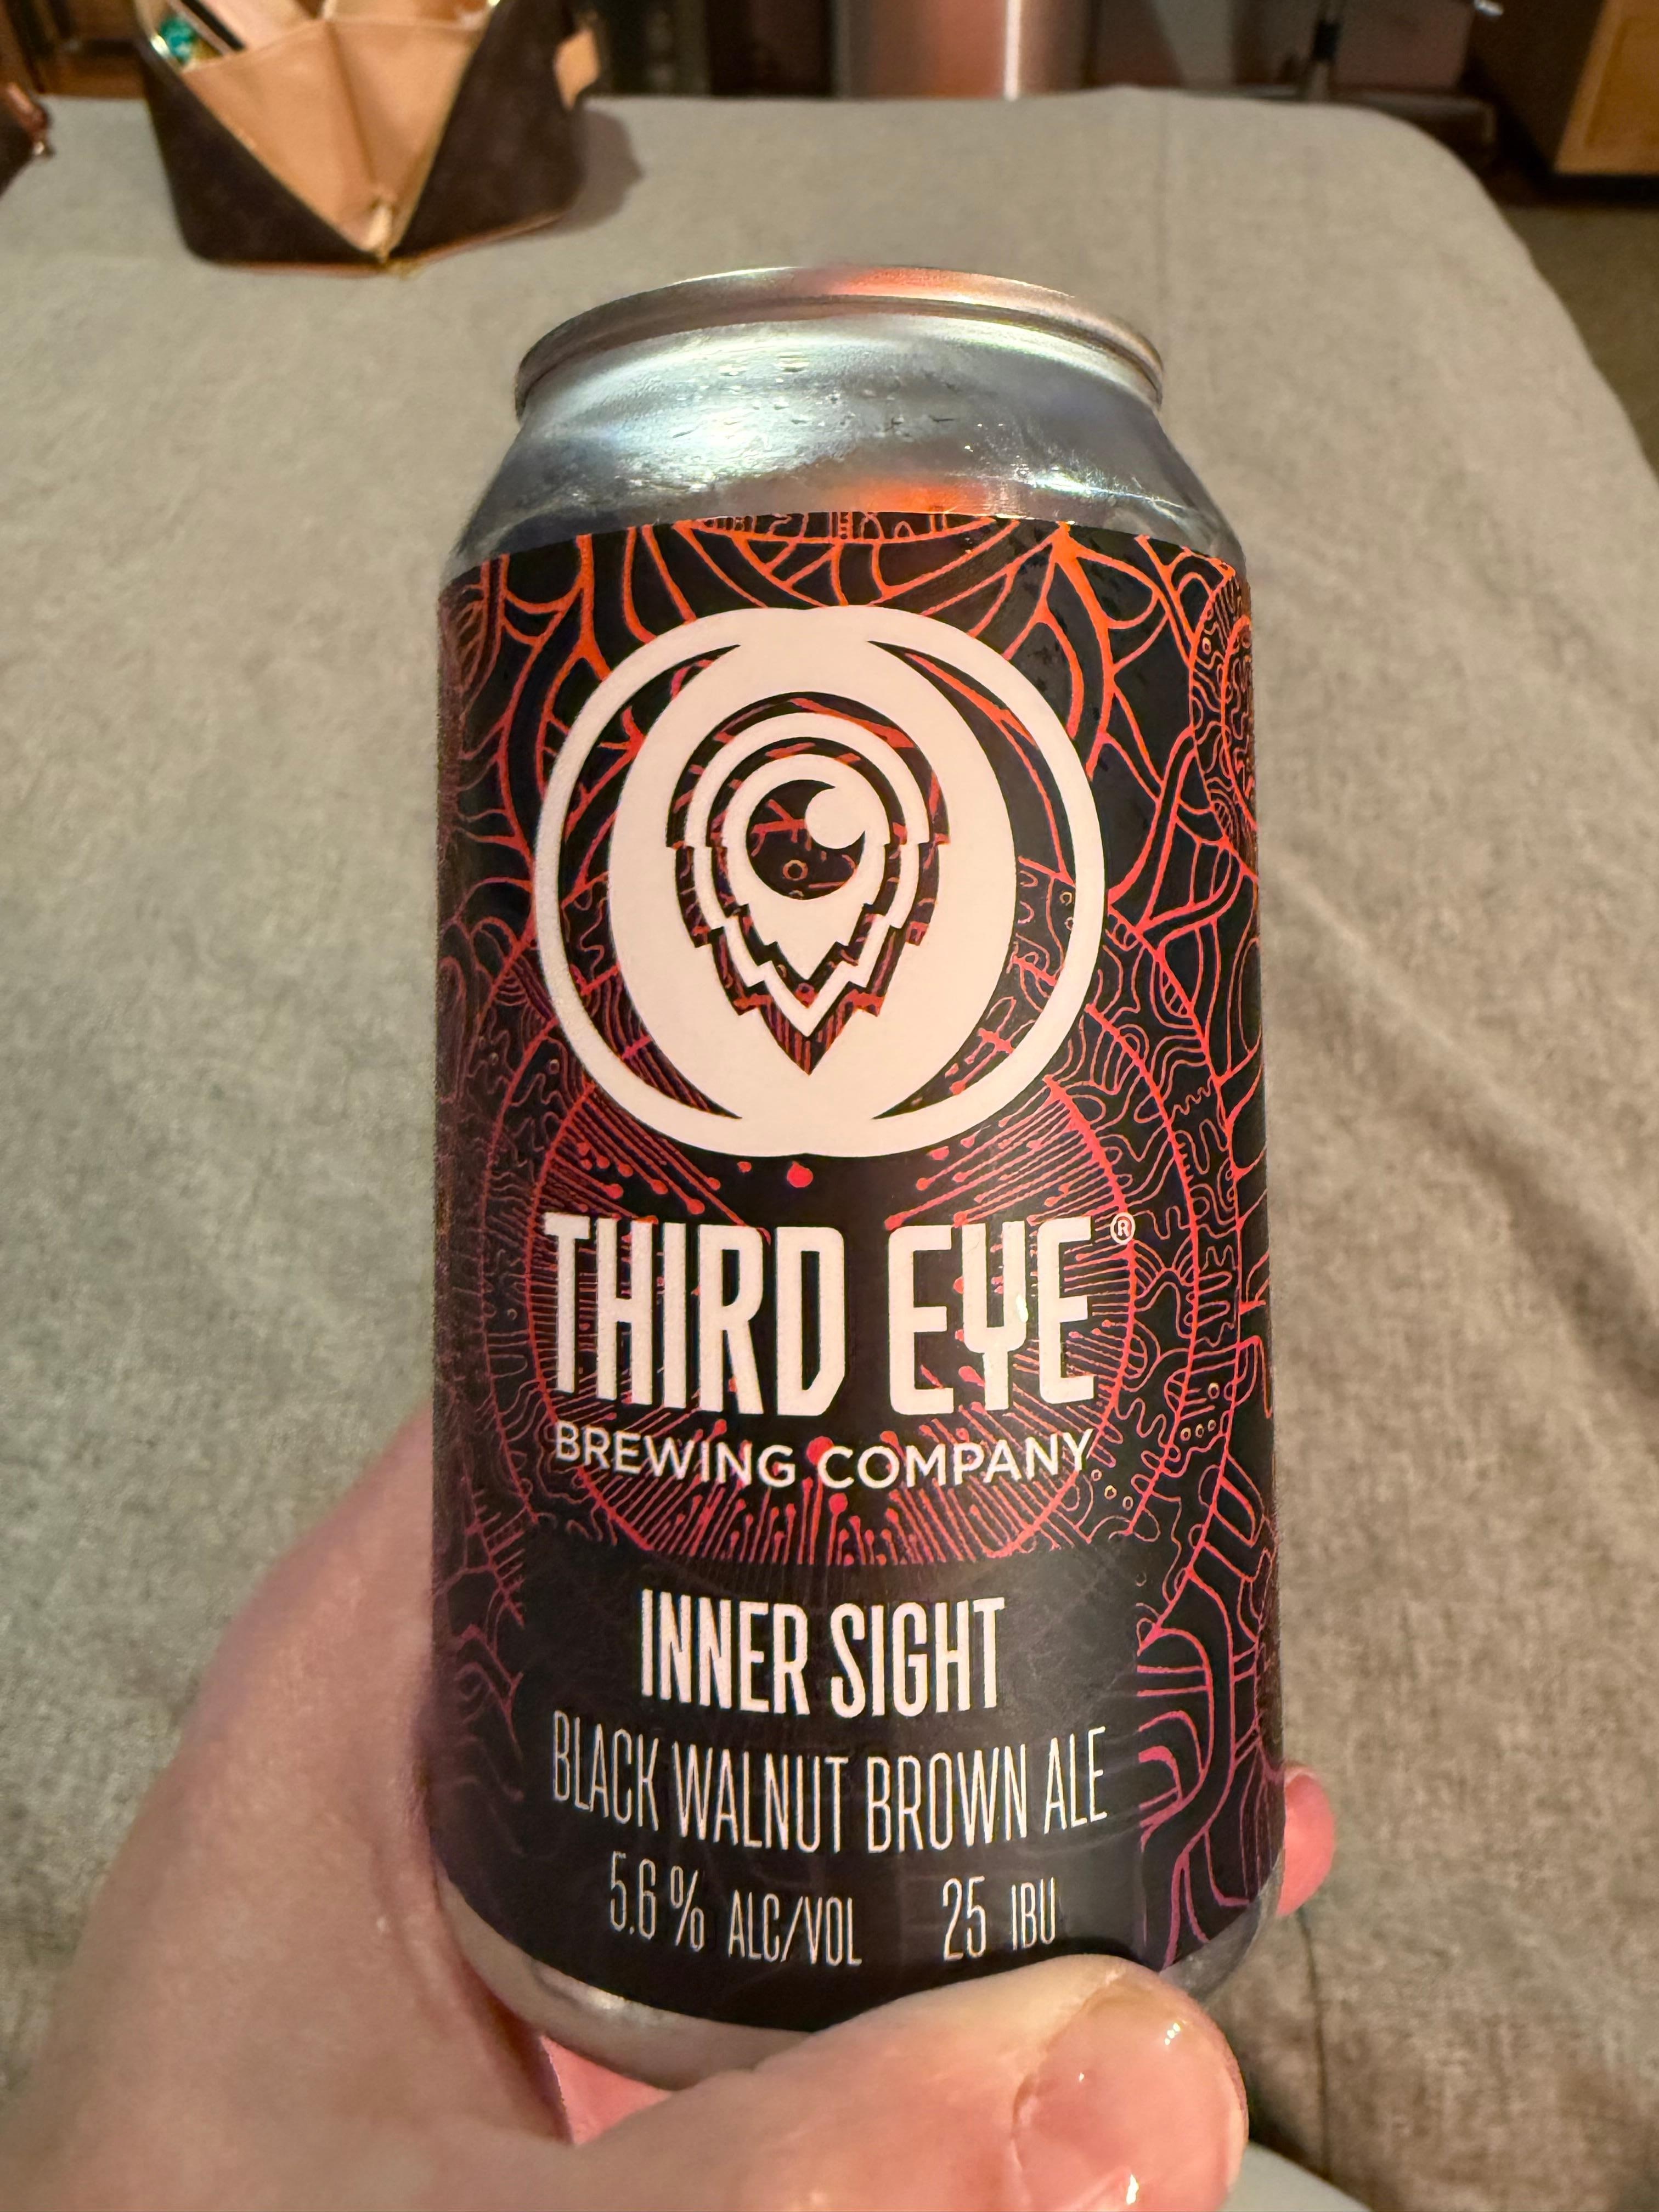 THIRD EYE®
BREWING COMPANY
INNER SIGHT
BLACK WALNUT BROWN ALE
5.6% ALC/VOL 25 IBU